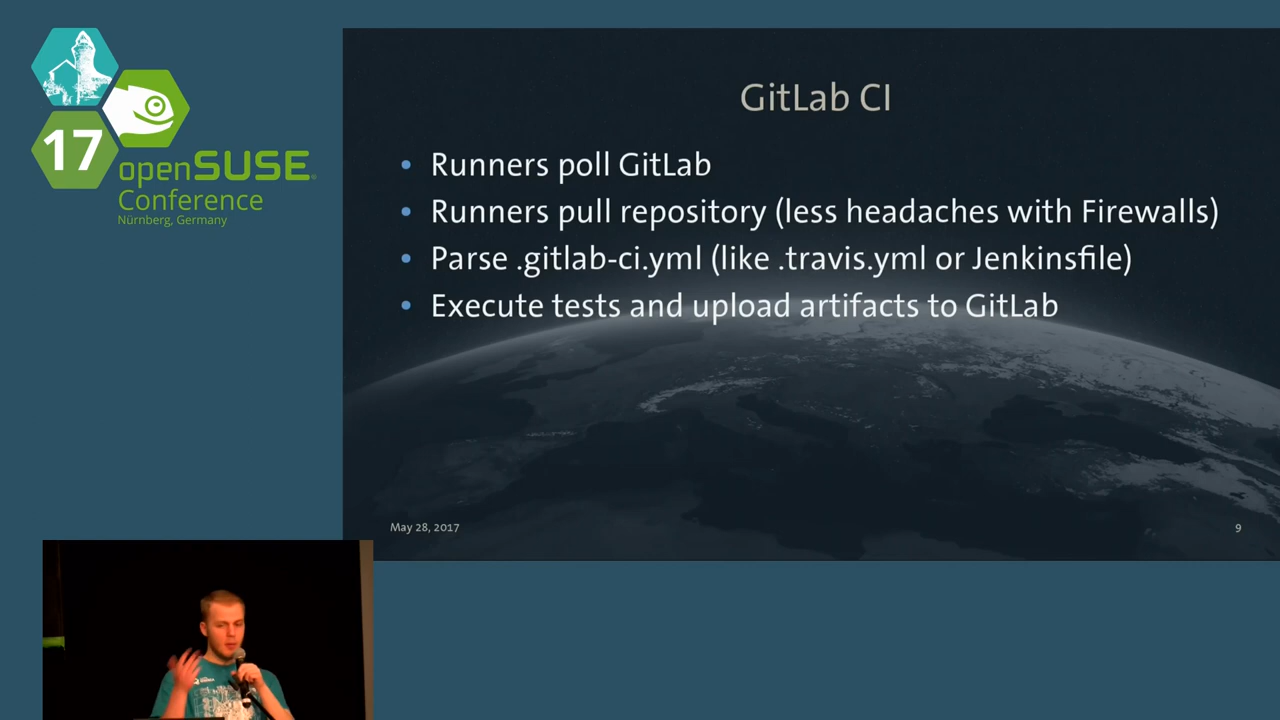 17
openSUSE
Conference
Nürnberg, Germany
GitLab CI
• Runners poll GitLab
• Runners pull repository (less headaches with Firewalls)
• Parse .gitlab-ci.yml (like .travis.yml or Jenkinsfile)
• Execute tests and upload artifacts to GitLab
May 28, 2017
9